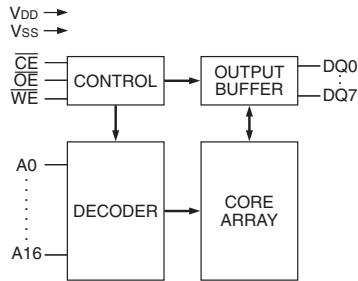 VDD
VSS
CE
OE
WE
CONTROL
OUTPUT
BUFFER
DQ0
DQ7
A0
A16
DECODER
CORE
ARRAY